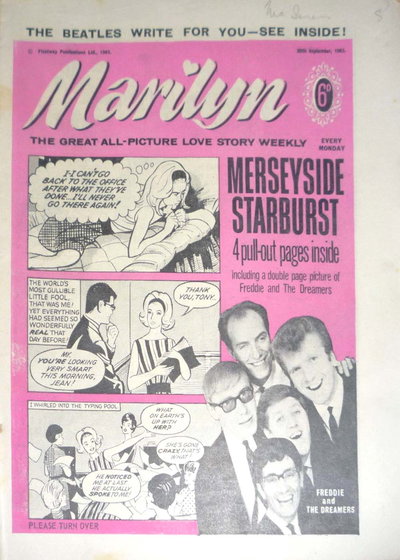 THE BEATLES WRITE FOR YOU—SEE INSIDE!
© Fleetway Publications Ltd., 1963.
28th September, 1963.
Marilyn
6D
THE GREAT ALL-PICTURE LOVE STORY WEEKLY
EVERY
MONDAY
I-I CAN'T GO
BACK TO THE OFFICE
AFTER WHAT THEY'VE
DONE...I'LL NEVER
GO THERE AGAIN!
MERSEYSIDE
STARBURST
4 pull-out pages inside
Including a double page picture of
Freddie and The Dreamers
THE WORLD'S
MOST GULLIBLE
LITTLE FOOL,
THAT WAS ME!
YET EVERYTHING
HAD SEEMED SO
WONDERFULLY
REAL THAT
DAY BEFORE!
THANK
YOU, TONY.
MY,
YOU'RE LOOKING
VERY SMART
THIS MORNING,
JEAN!
I WHIRLED INTO THE TYPING POOL
WHAT
ON EARTH'S
UP WITH
HER?
SHE'S GONE
CRAZY, THAT'S
WHAT!
HE NOTICED
ME AT LAST.
HE ACTUALLY
SPOKE TO ME!
FREDDIE
and
THE DREAMERS
PLEASE TURN OVER